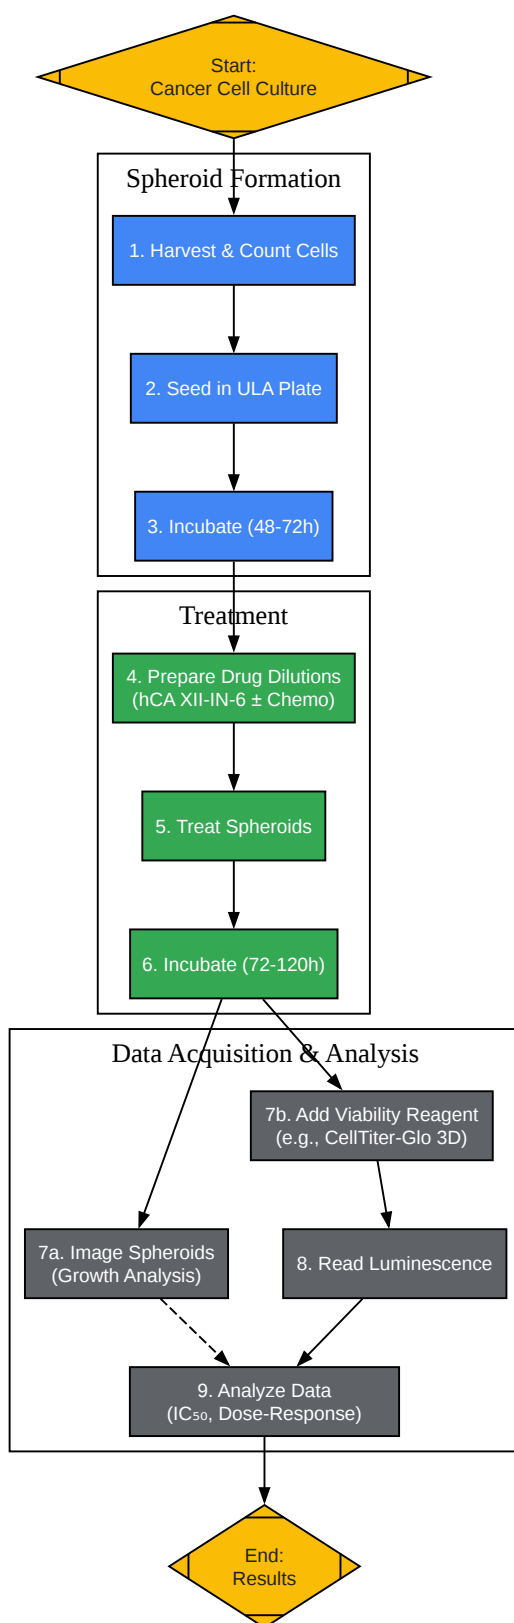 Start:
Cancer Cell Culture
Spheroid Formation
1. Harvest & Count Cells
2. Seed in ULA Plate
3. Incubate (48-72h)
Treatment
4. Prepare Drug Dilutions
(hCA XII-IN-6 ± Chemo)
5. Treat Spheroids
6. Incubate (72-120h)
Data Acquisition & Analysis
7b. Add Viability Reagent
(e.g., CellTiter-Glo 3D)
7a. Image Spheroids
(Growth Analysis)
8. Read Luminescence
9. Analyze Data
(IC₅₀, Dose-Response)
End:
Results